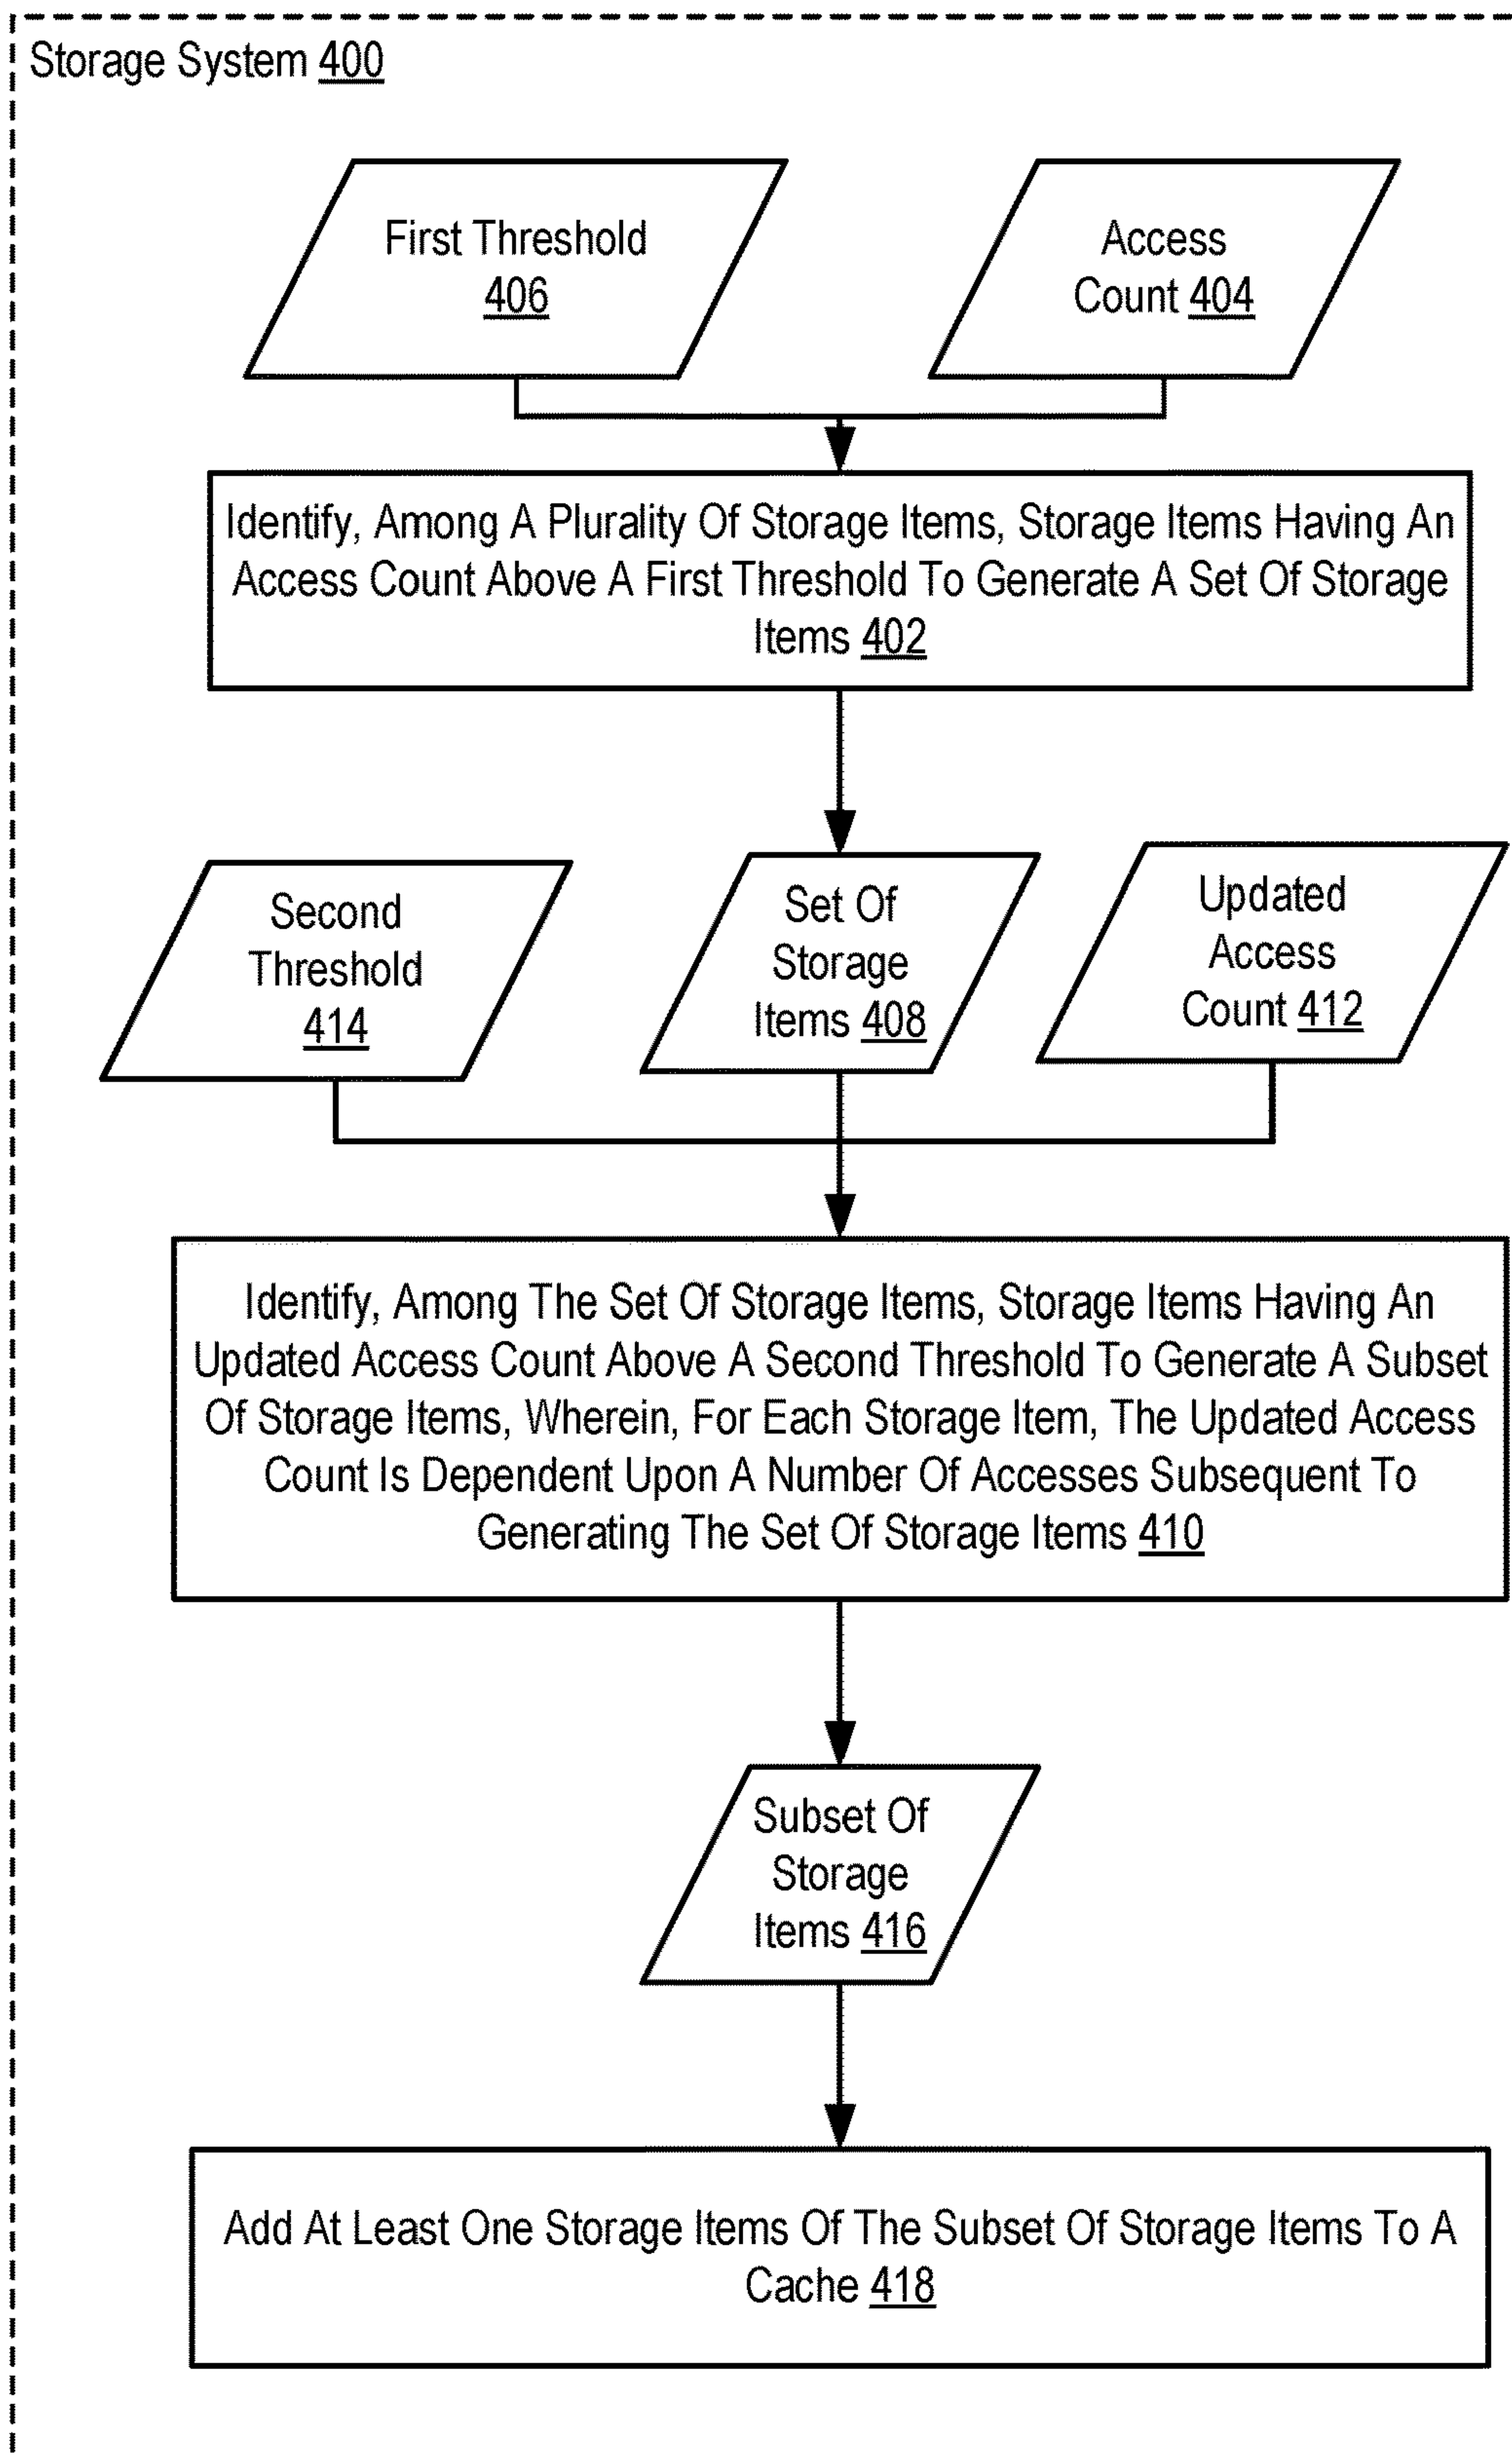 Storage System 400
First Threshold
406
Access
Count 404
Identify, Among A Plurality Of Storage Items, Storage Items Having An
Access Count Above A First Threshold To Generate A Set Of Storage
Items 402
Second
Threshold
414
Set Of
Storage
Items 408
Updated
Access
Count 412
Identify, Among The Set Of Storage Items, Storage Items Having An
Updated Access Count Above A Second Threshold To Generate A Subset
Of Storage Items, Wherein, For Each Storage Item, The Updated Access
Count Is Dependent Upon A Number Of Accesses Subsequent To
Generating The Set Of Storage Items 410
Subset Of
Storage
Items 416
Add At Least One Storage Items Of The Subset Of Storage Items To A
Cache 418